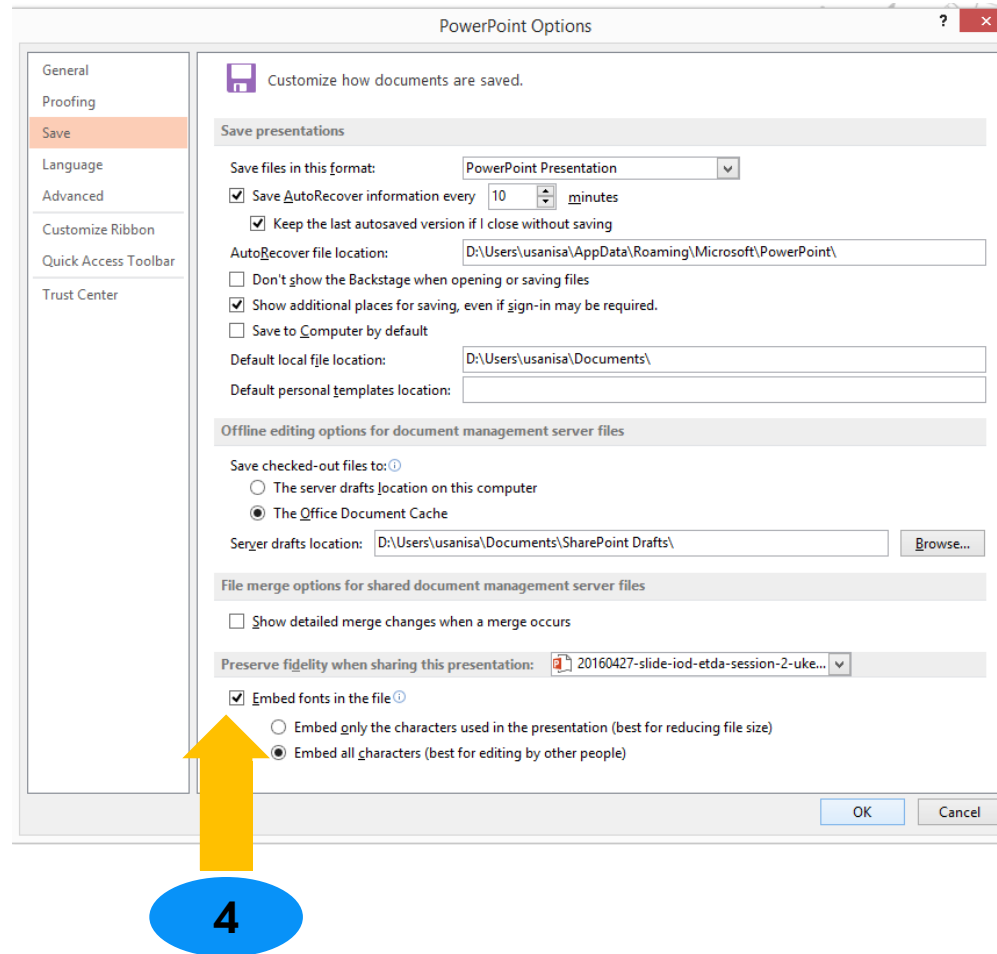 PowerPoint Options
?
General
Proofing
Save
Language
Advanced
Customize Ribbon
Quick Access Toolbar
Trust Center
Customize how documents are saved.
Save presentations
Save files in this format: PowerPoint Presentation
Save AutoRecover information every 10 minutes
Keep the last autosaved version if I close without saving
AutoRecover file location: D:\Users\usanisa\AppData\Roaming\Microsoft\PowerPoint\
Don't show the Backstage when opening or saving files
Show additional places for saving, even if sign-in may be required.
Save to Computer by default
Default local file location: D:\Users\usanisa\Documents\
Default personal templates location:
Offline editing options for document management server files
Save checked-out files to:
The server drafts location on this computer
The Office Document Cache
Server drafts location: D:\Users\usanisa\Documents\SharePoint Drafts\ Browse...
File merge options for shared document management server files
Show detailed merge changes when a merge occurs
Preserve fidelity when sharing this presentation: 20160427-slide-iod-etda-session-2-uke...
Embed fonts in the file
Embed only the characters used in the presentation (best for reducing file size)
Embed all characters (best for editing by other people)
OK Cancel
4